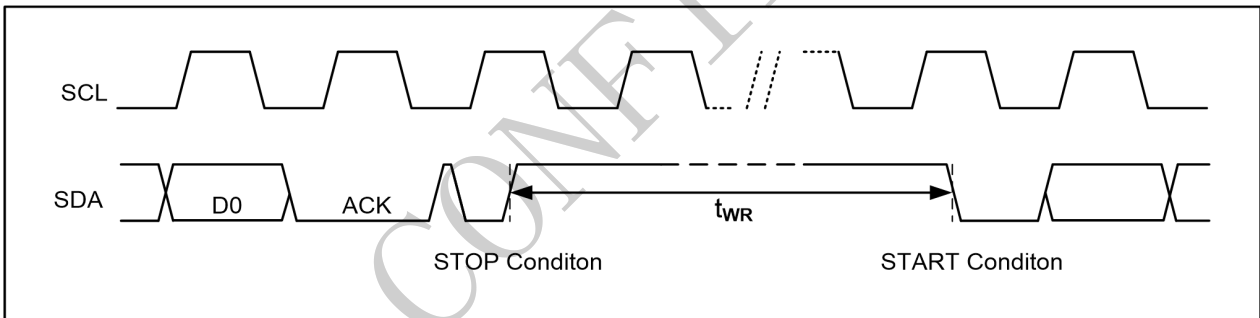 SCL
SDA
D0
ACK
tWR
STOP Conditon
START Conditon